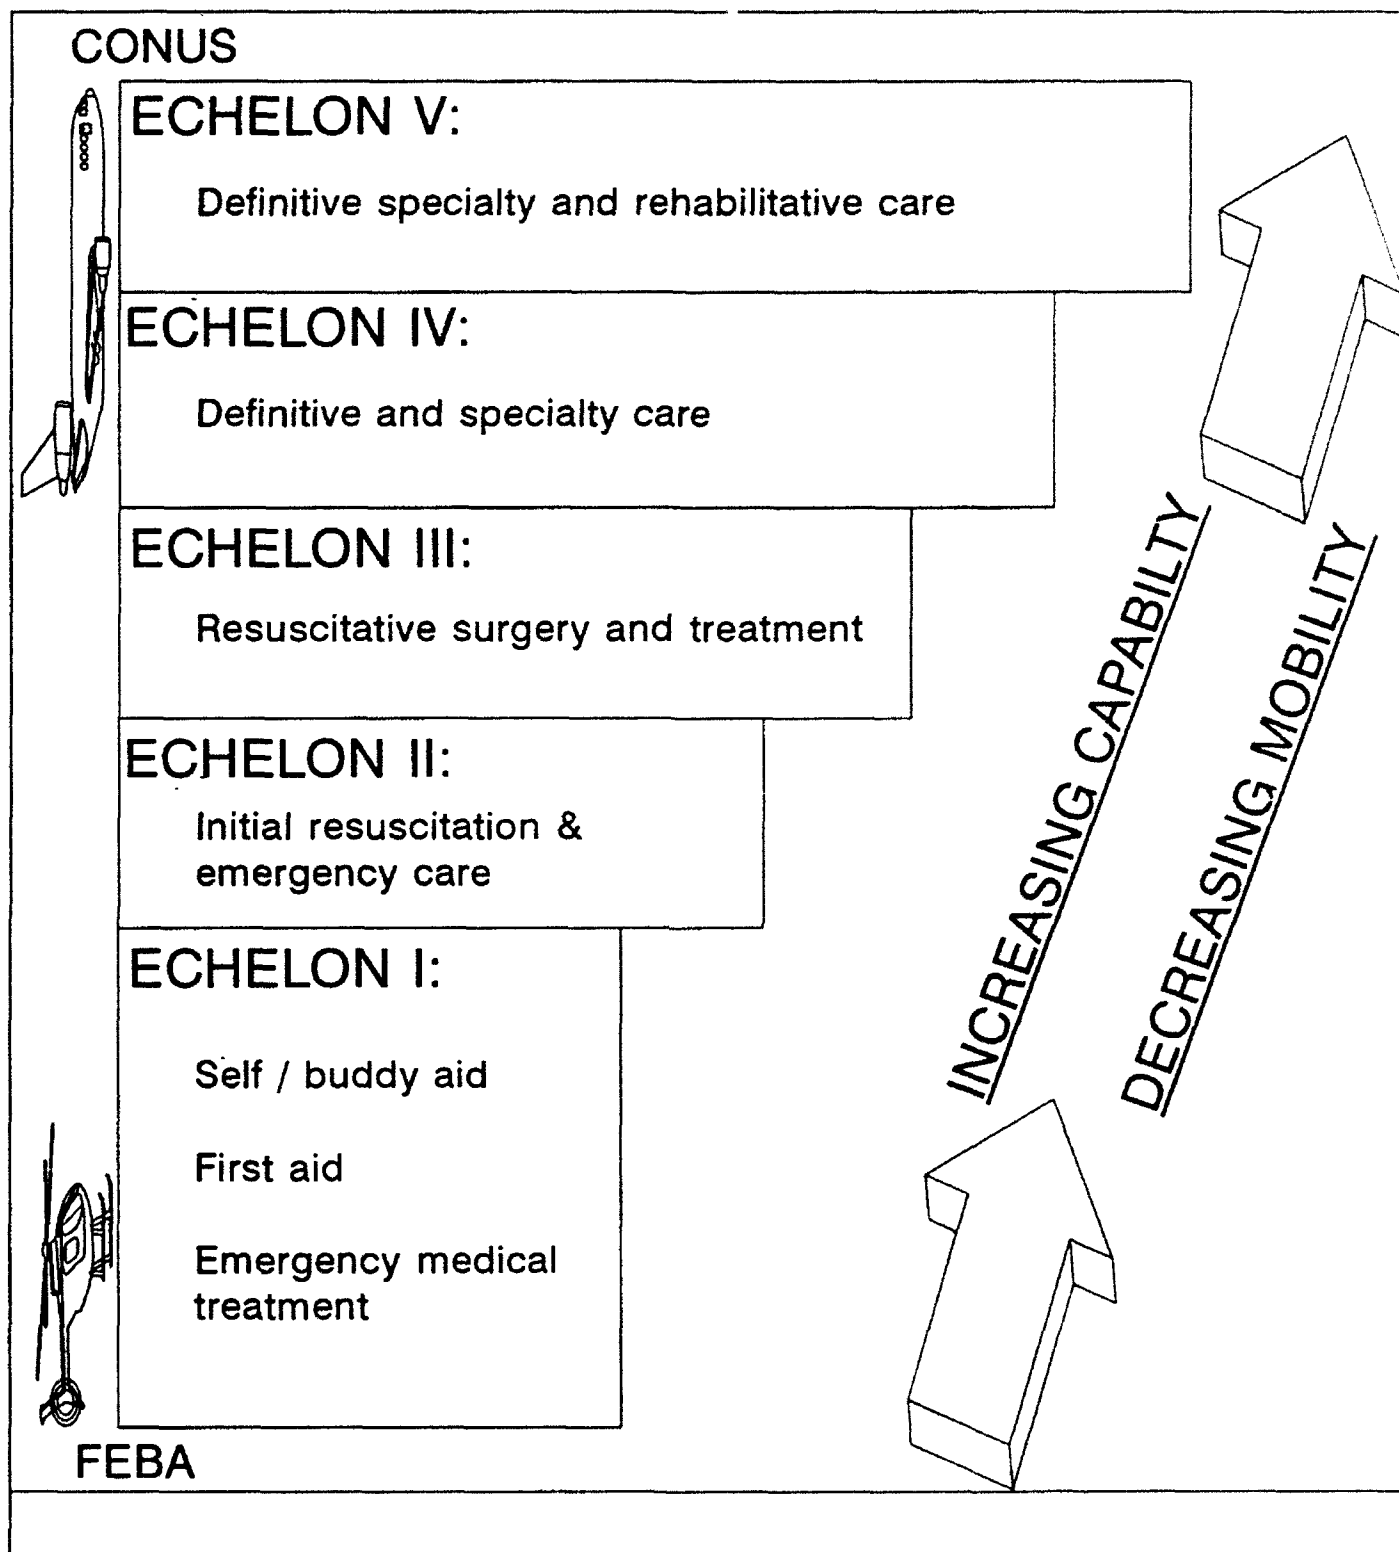 CONUS
ECHELON V:
Definitive specialty and rehabilitative care
ECHELON IV:
Definitive and specialty care
ECHELON III:
Resuscitative surgery and treatment
ECHELON II:
Initial resuscitation &
emergency care
ECHELON I:
Self / buddy aid
First aid
Emergency medical
treatment
FEBA
INCREASING CAPABILTY
DECREASING MOBILITY